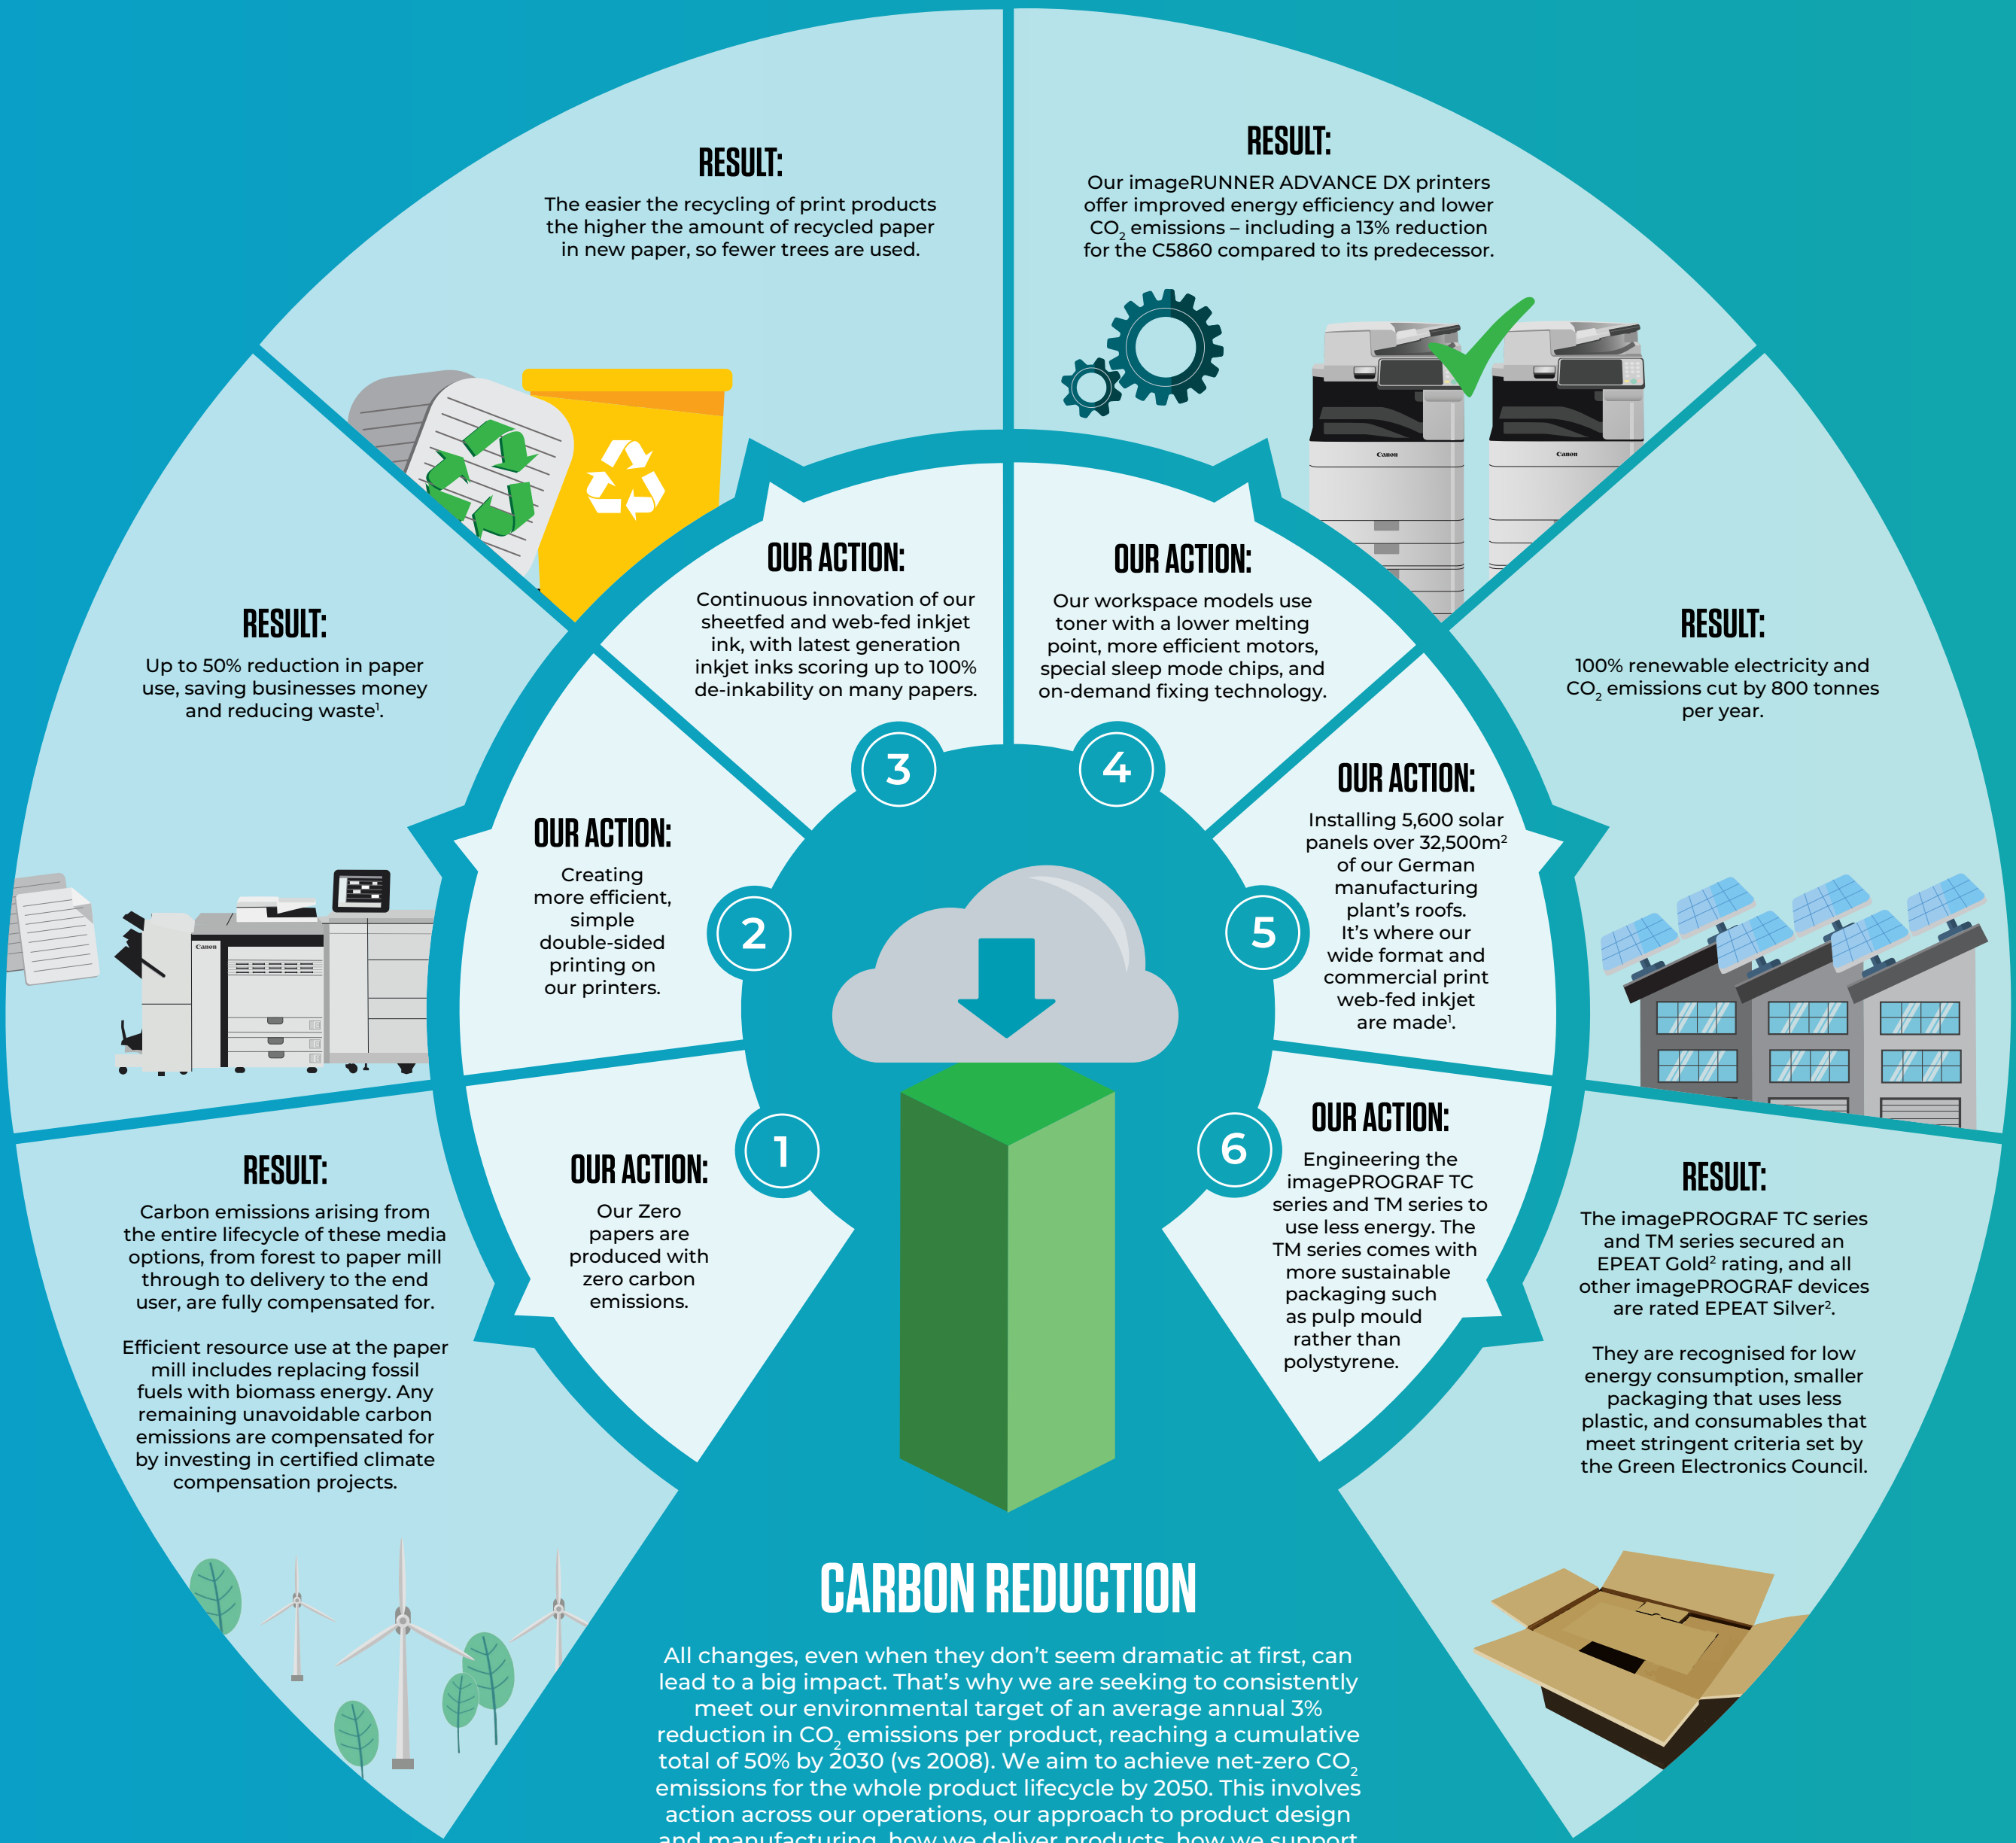 RESULT:
Carbon emissions arising from
the entire lifecycle of these media
options, from forest to paper mill
through to delivery to the end
user, are fully compensated for.
Efficient resource use at the paper
mill includes replacing fossil
fuels with biomass energy. Any
remaining unavoidable carbon
emissions are compensated for
by investing in certified climate
compensation projects.
OUR ACTION:
Our Zero
papers are
produced with
zero carbon
emissions.
1
RESULT:
Up to 50% reduction in paper
use, saving businesses money
and reducing waste¹.
Canon
OUR ACTION:
Creating
more efficient,
simple
double-sided
printing on
our printers.
2
RESULT:
The easier the recycling of print products
the higher the amount of recycled paper
in new paper, so fewer trees are used.
OUR ACTION:
Continuous innovation of our
sheetfed and web-fed inkjet
ink, with latest generation
inkjet inks scoring up to 100%
de-inkability on many papers.
3
RESULT:
Our imageRUNNER ADVANCE DX printers
offer improved energy efficiency and lower
CO₂ emissions – including a 13% reduction
for the C5860 compared to its predecessor.
Canon
Canon
OUR ACTION:
Our workspace models use
toner with a lower melting
point, more efficient motors,
special sleep mode chips, and
on-demand fixing technology.
4
RESULT:
100% renewable electricity and
CO₂ emissions cut by 800 tonnes
per year.
OUR ACTION:
Installing 5,600 solar
panels over 32,500m²
of our German
manufacturing
plant's roofs.
It's where our
wide format and
commercial print
web-fed inkjet
are made¹.
5
OUR ACTION:
Engineering the
imagePROGRAF TC
series and TM series to
use less energy. The
TM series comes with
more sustainable
packaging such
as pulp mould
rather than
polystyrene.
6
RESULT:
The imagePROGRAF TC series
and TM series secured an
EPEAT Gold² rating, and all
other imagePROGRAF devices
are rated EPEAT Silver².
They are recognised for low
energy consumption, smaller
packaging that uses less
plastic, and consumables that
meet stringent criteria set by
the Green Electronics Council.
CARBON REDUCTION
All changes, even when they don't seem dramatic at first, can
lead to a big impact. That's why we are seeking to consistently
meet our environmental target of an average annual 3%
reduction in CO₂ emissions per product, reaching a cumulative
total of 50% by 2030 (vs 2008). We aim to achieve net-zero CO₂
emissions for the whole product lifecycle by 2050. This involves
action across our operations, our approach to product design
and manufacturing, how we deliver products, how we support